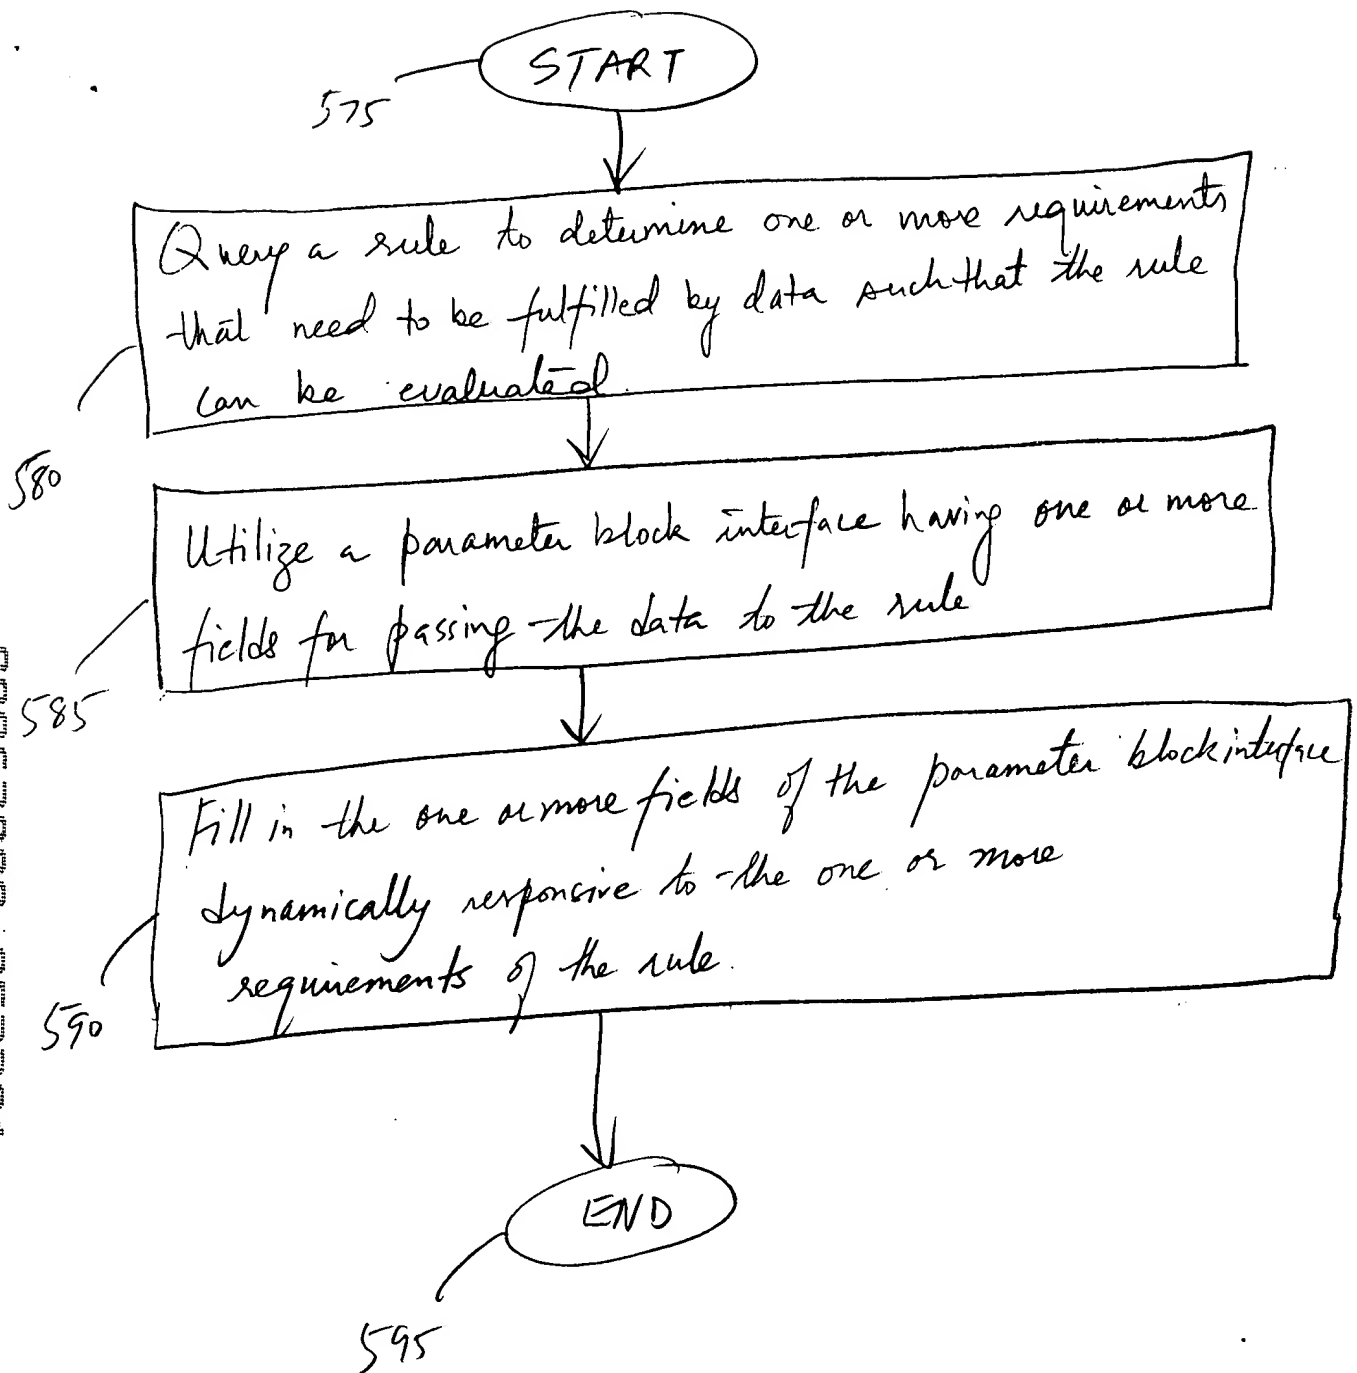 START
575
Query a rule to determine one or more requirements
that need to be fulfilled by data such that the rule
can be evaluated.
580
Utilize a parameter block interface having one or more
fields for passing the data to the rule
585
Fill in the one or more fields of the parameter block interface
dynamically responsive to the one or more
requirements of the rule.
590
END
595